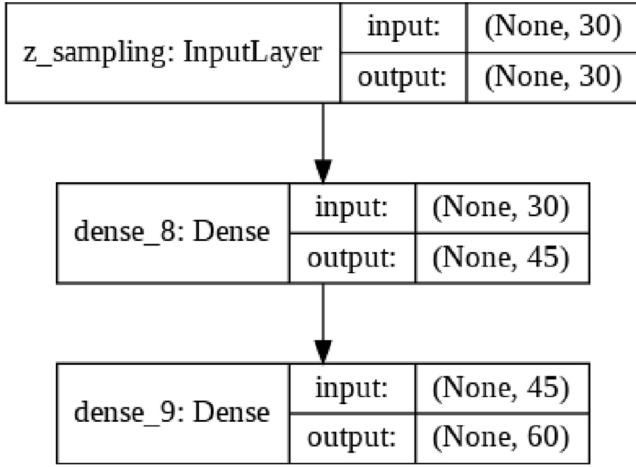 z_sampling: InputLayer
input: (None, 30)
output: (None, 30)
dense_8: Dense
input: (None, 30)
output: (None, 45)
dense_9: Dense
input: (None, 45)
output: (None, 60)